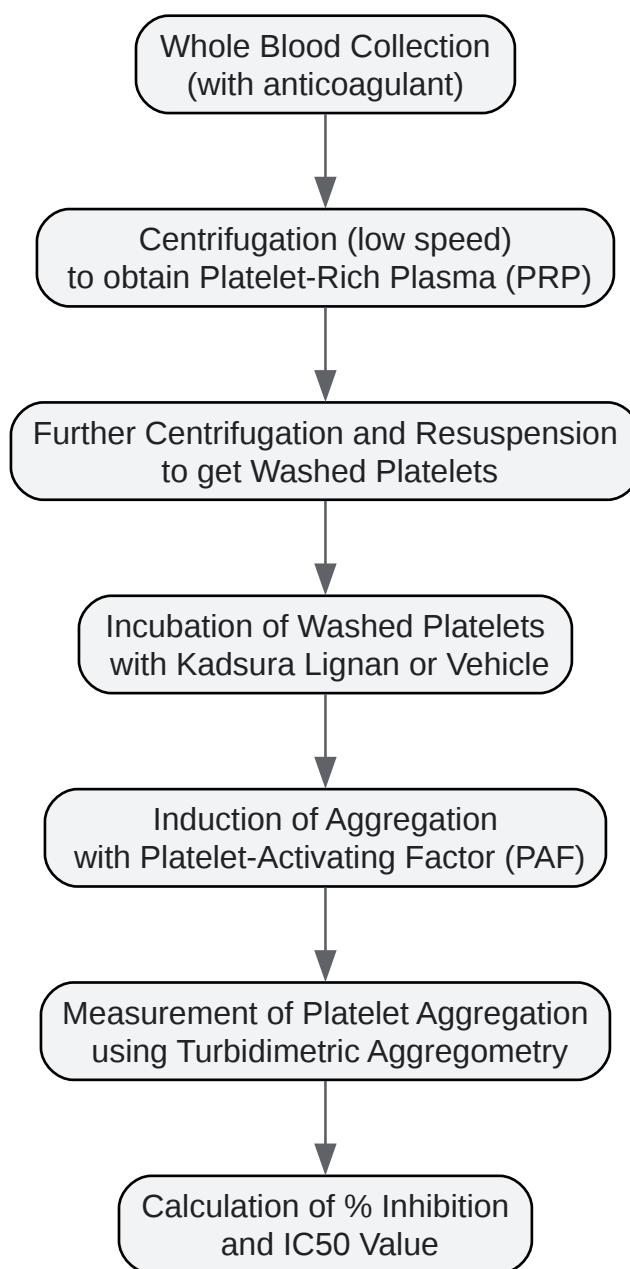 Whole Blood Collection
(with anticoagulant)
Centrifugation (low speed)
to obtain Platelet-Rich Plasma (PRP)
Further Centrifugation and Resuspension
to get Washed Platelets
Incubation of Washed Platelets
with Kadsura Lignan or Vehicle
Induction of Aggregation
with Platelet-Activating Factor (PAF)
Measurement of Platelet Aggregation
using Turbidimetric Aggregometry
Calculation of % Inhibition
and IC50 Value